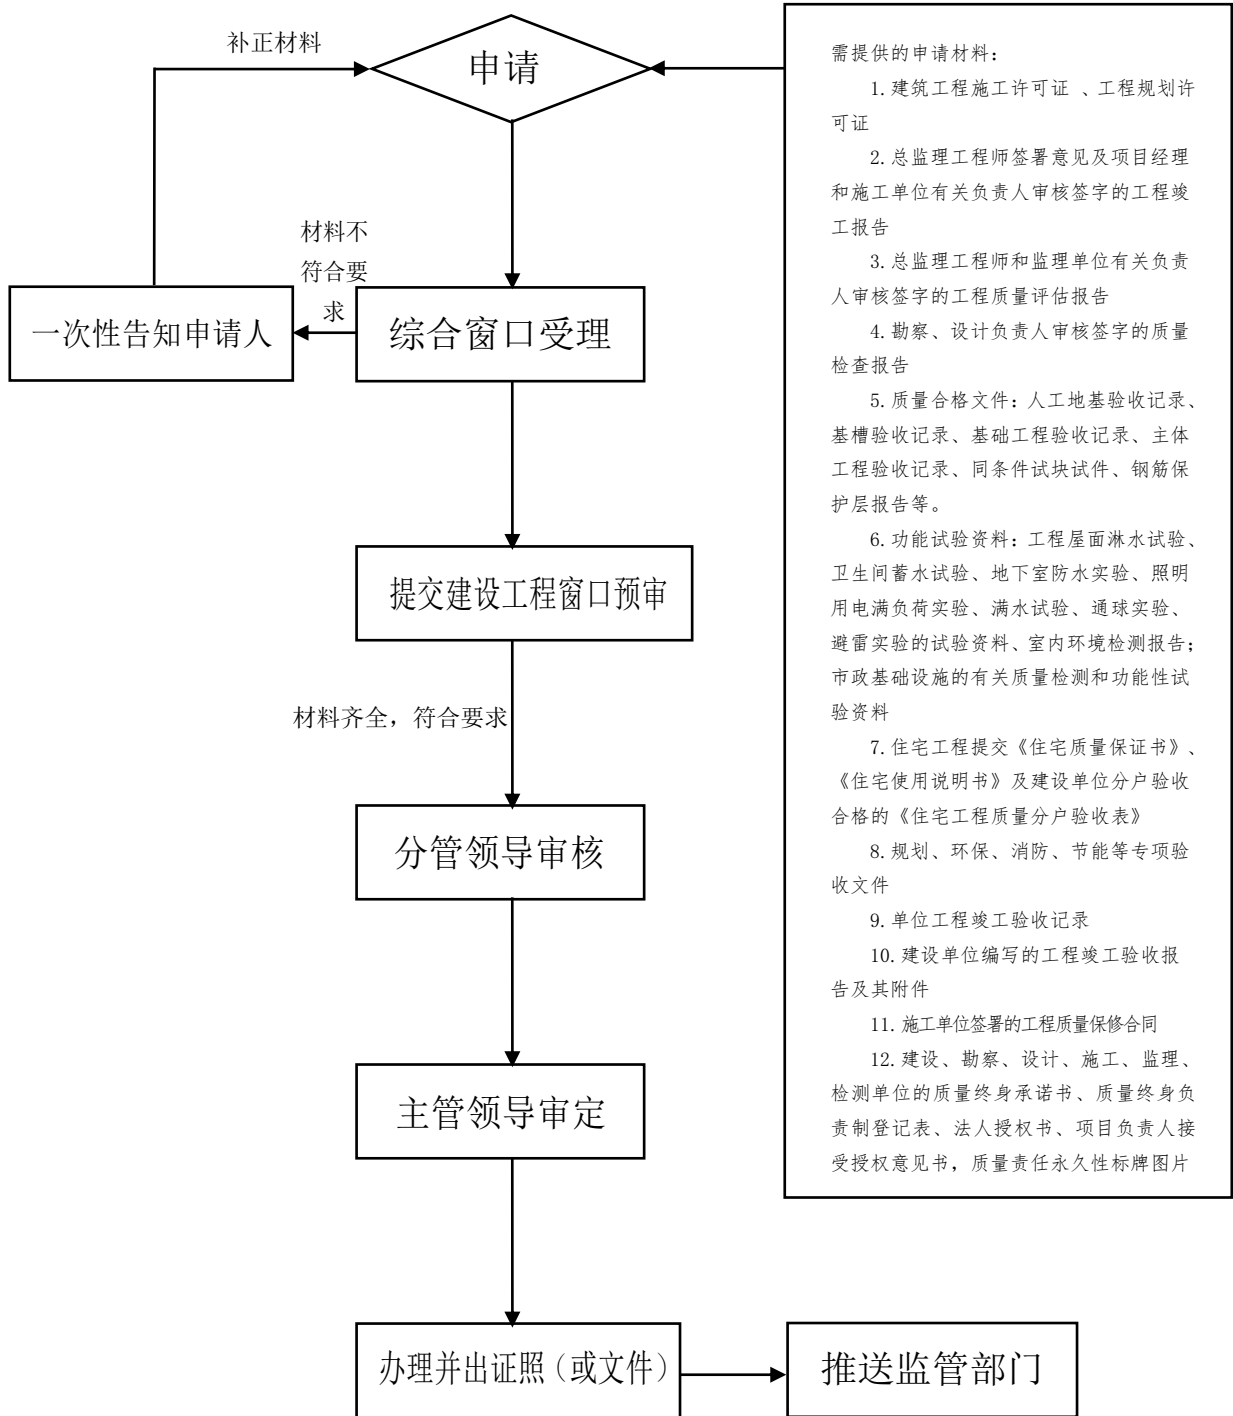 补正材料
申请
材料不
符合要
求
一次性告知申请人
综合窗口受理
提交建设工程窗口预审
材料齐全，符合要求
分管领导审核
主管领导审定
办理并出证照（或文件）
推送监管部门
需提供的申请材料：
1.建筑工程施工许可证 、工程规划许
可证
2.总监理工程师签署意见及项目经理
和施工单位有关负责人审核签字的工程竣
工报告
3.总监理工程师和监理单位有关负责
人审核签字的工程质量评估报告
4.勘察、设计负责人审核签字的质量
检查报告
5.质量合格文件：人工地基验收记录、
基槽验收记录、基础工程验收记录、主体
工程验收记录、同条件试块试件、钢筋保
护层报告等。
6.功能试验资料：工程屋面淋水试验、
卫生间蓄水试验、地下室防水实验、照明
用电满负荷实验、满水试验、通球实验、
避雷实验的试验资料、室内环境检测报告；
市政基础设施的有关质量检测和功能性试
验资料
7.住宅工程提交《住宅质量保证书》、
《住宅使用说明书》及建设单位分户验收
合格的《住宅工程质量分户验收表》
8.规划、环保、消防、节能等专项验
收文件
9.单位工程竣工验收记录
10.建设单位编写的工程竣工验收报
告及其附件
11.施工单位签署的工程质量保修合同
12.建设、勘察、设计、施工、监理、
检测单位的质量终身承诺书、质量终身负
责制登记表、法人授权书、项目负责人接
受授权意见书，质量责任永久性标牌图片